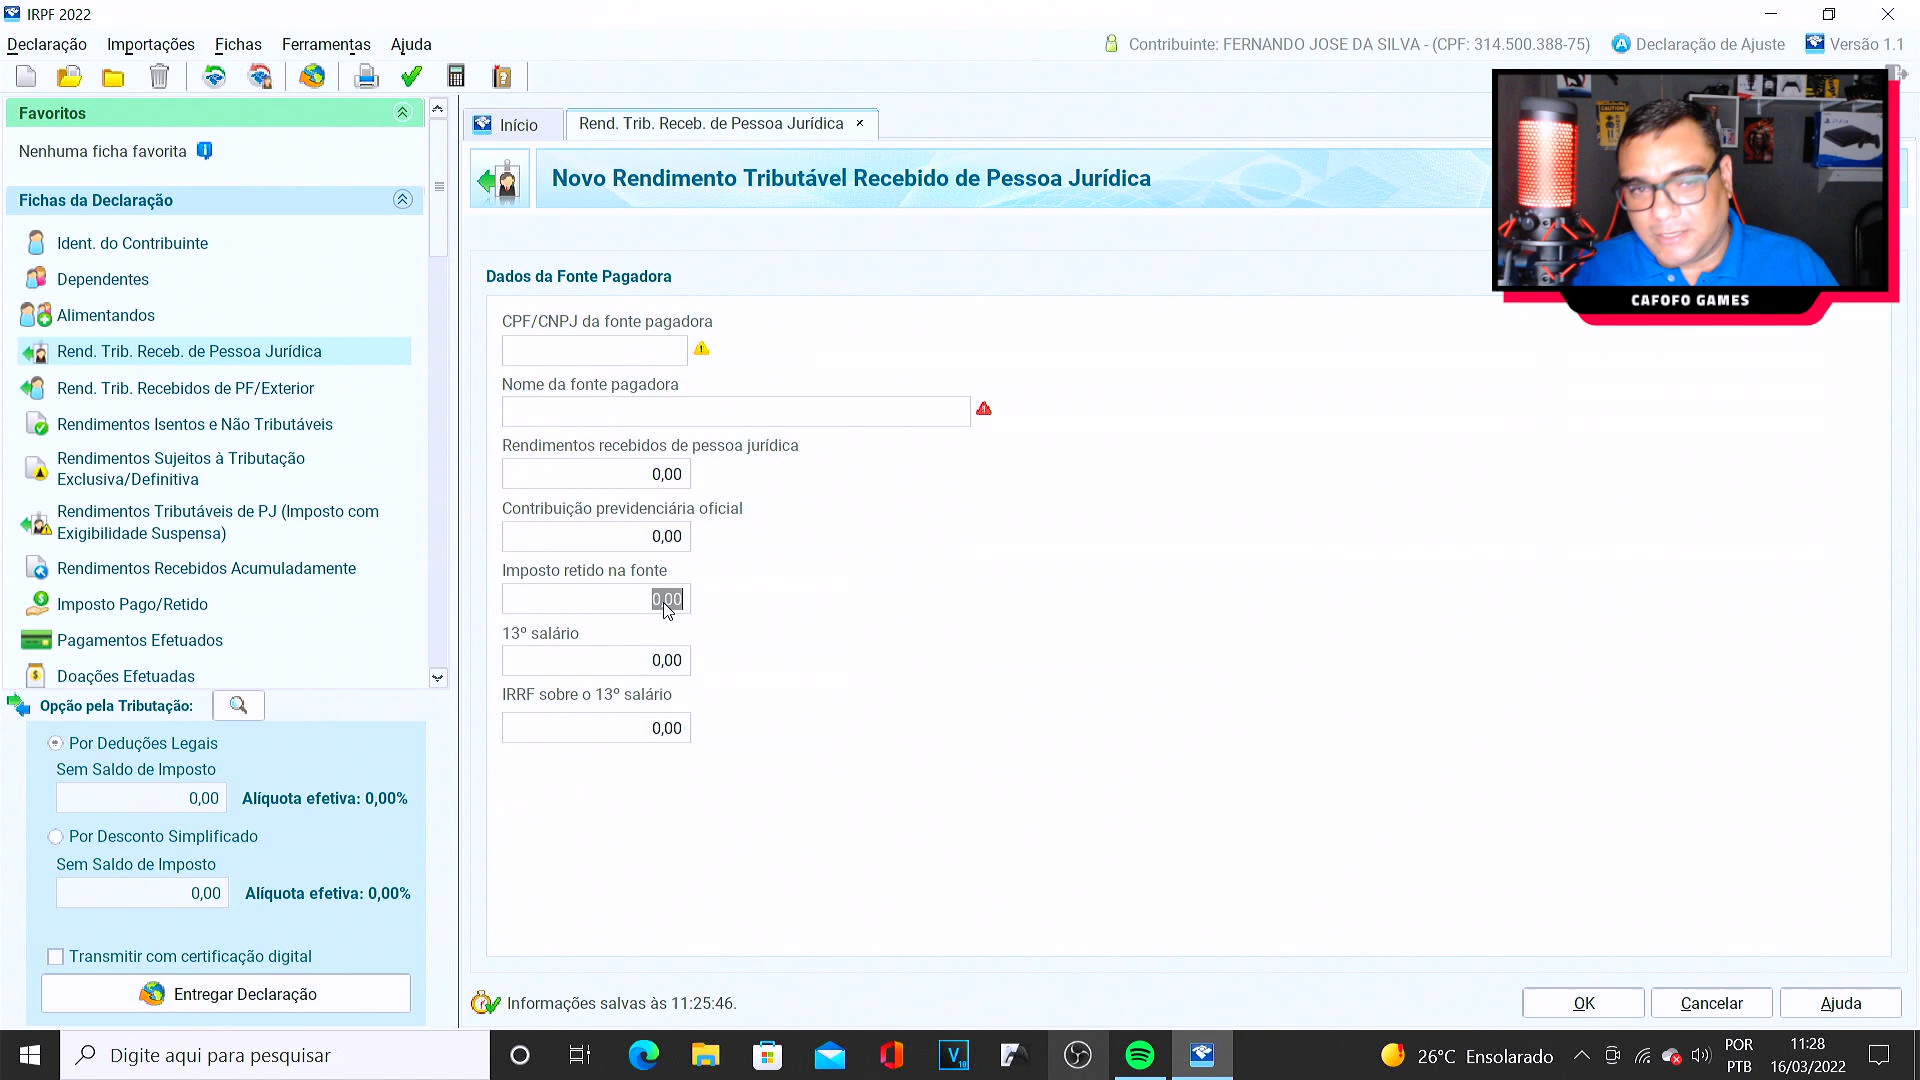 IRPF 2022
Declaração Importações Fichas Ferramentas Ajuda
Contribuinte: FERNANDO JOSE DA SILVA - (CPF: 314.500.388-75) Declaração de Ajuste Versão 1.1
Favoritos
Nenhuma ficha favorita
Fichas da Declaração
Ident. do Contribuinte
Dependentes
Alimentandos
Rend. Trib. Receb. de Pessoa Jurídica
Rend. Trib. Recebidos de PF/Exterior
Rendimentos Isentos e Não Tributáveis
Rendimentos Sujeitos à Tributação
Exclusiva/Definitiva
Rendimentos Tributáveis de PJ (Imposto com
Exigibilidade Suspensa)
Rendimentos Recebidos Acumuladamente
Imposto Pago/Retido
Pagamentos Efetuados
Doações Efetuadas
Opção pela Tributação:
Por Deduções Legais
Sem Saldo de Imposto
0,00 Alíquota efetiva: 0,00%
Por Desconto Simplificado
Sem Saldo de Imposto
0,00 Alíquota efetiva: 0,00%
Transmitir com certificação digital
Entregar Declaração
Início Rend. Trib. Receb. de Pessoa Jurídica ×
Novo Rendimento Tributável Recebido de Pessoa Jurídica
Dados da Fonte Pagadora
CPF/CNPJ da fonte pagadora
Nome da fonte pagadora
Rendimentos recebidos de pessoa jurídica
0,00
Contribuição previdenciária oficial
0,00
Imposto retido na fonte
0,00
13º salário
0,00
IRRF sobre o 13º salário
0,00
Informações salvas às 11:25:46.
OK Cancelar Ajuda
CAUTION
PS4
CAFOFO GAMES
Digite aqui para pesquisar
V
18
26°C Ensolarado
POR
PTB
11:28
16/03/2022